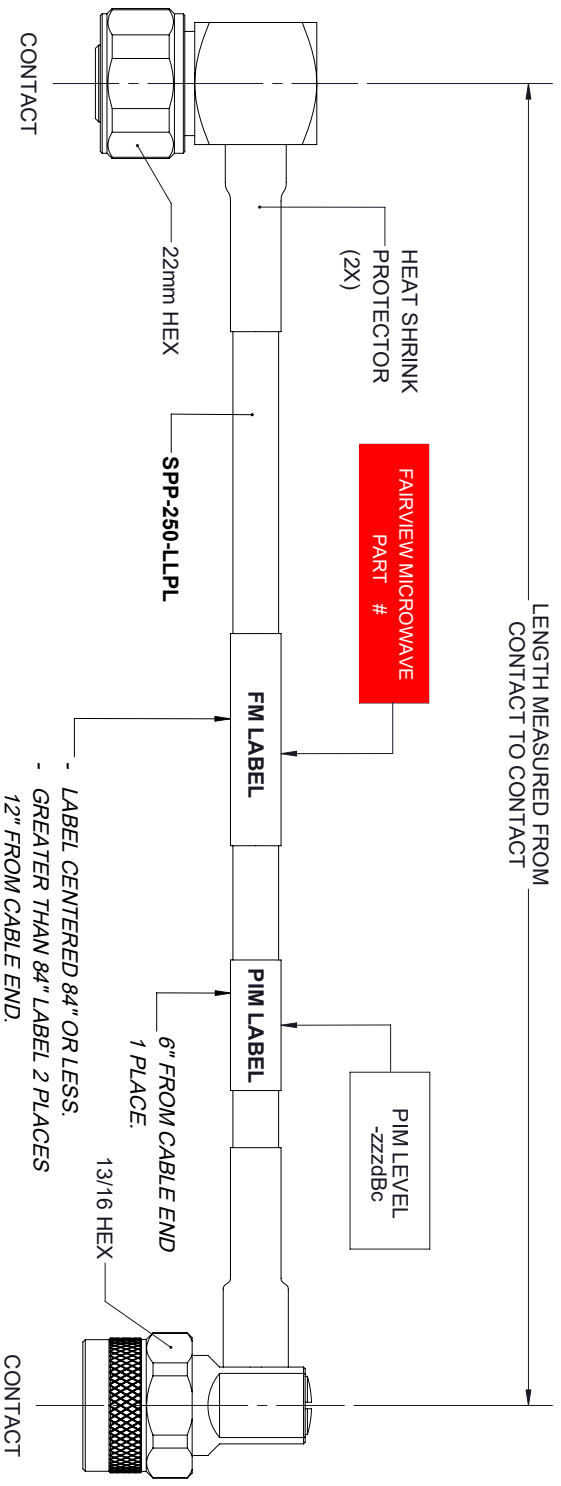 LENGTH MEASURED FROM
CONTACT TO CONTACT
HEAT SHRINK
PROTECTOR
(2X)
FAIRVIEW MICROWAVE
PART #
PIM LEVEL
-zzzdBc
FM LABEL
PIM LABEL
22mm HEX
SPP-250-LLPL
6" FROM CABLE END
1 PLACE.
13/16 HEX
- LABEL CENTERED 84" OR LESS.
- GREATER THAN 84" LABEL 2 PLACES
12" FROM CABLE END.
CONTACT
CONTACT